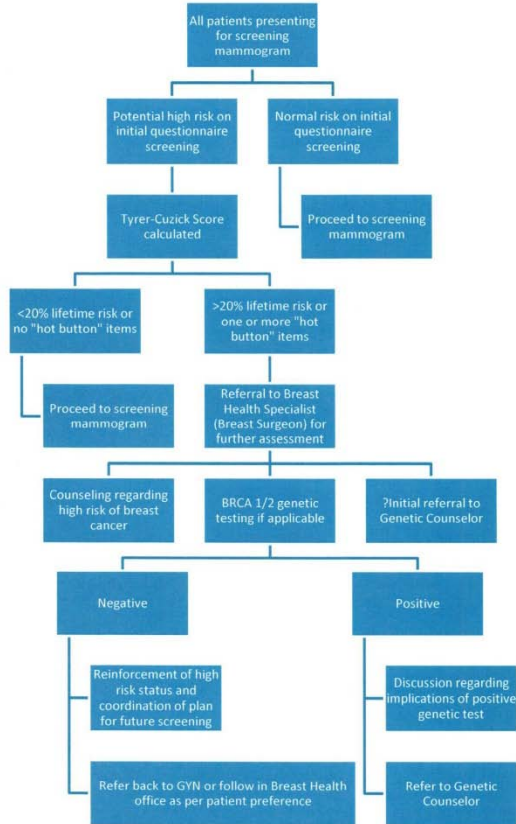 All patients presenting
for screening
mammogram
Potential high risk on
initial questionnaire
screening
Normal risk on initial
questionnaire
screening
Tyrer-Cuzick Score
calculated
Proceed to screening
mammogram
<20% lifetime risk or
no "hot button" items
>20% lifetime risk or
one or more "hot
button" items
Proceed to screening
mammogram
Referral to Breast
Health Specialist
(Breast Surgeon) for
further assessment
Counseling regarding
high risk of breast
cancer
BRCA 1/2 genetic
testing if applicable
?Initial referral to
Genetic Counselor
Negative
Positive
Reinforcement of high
risk status and
coordination of plan
for future screening
Discussion regarding
implications of positive
genetic test
Refer back to GYN or follow in Breast Health
office as per patient preference
Refer to Genetic
Counselor